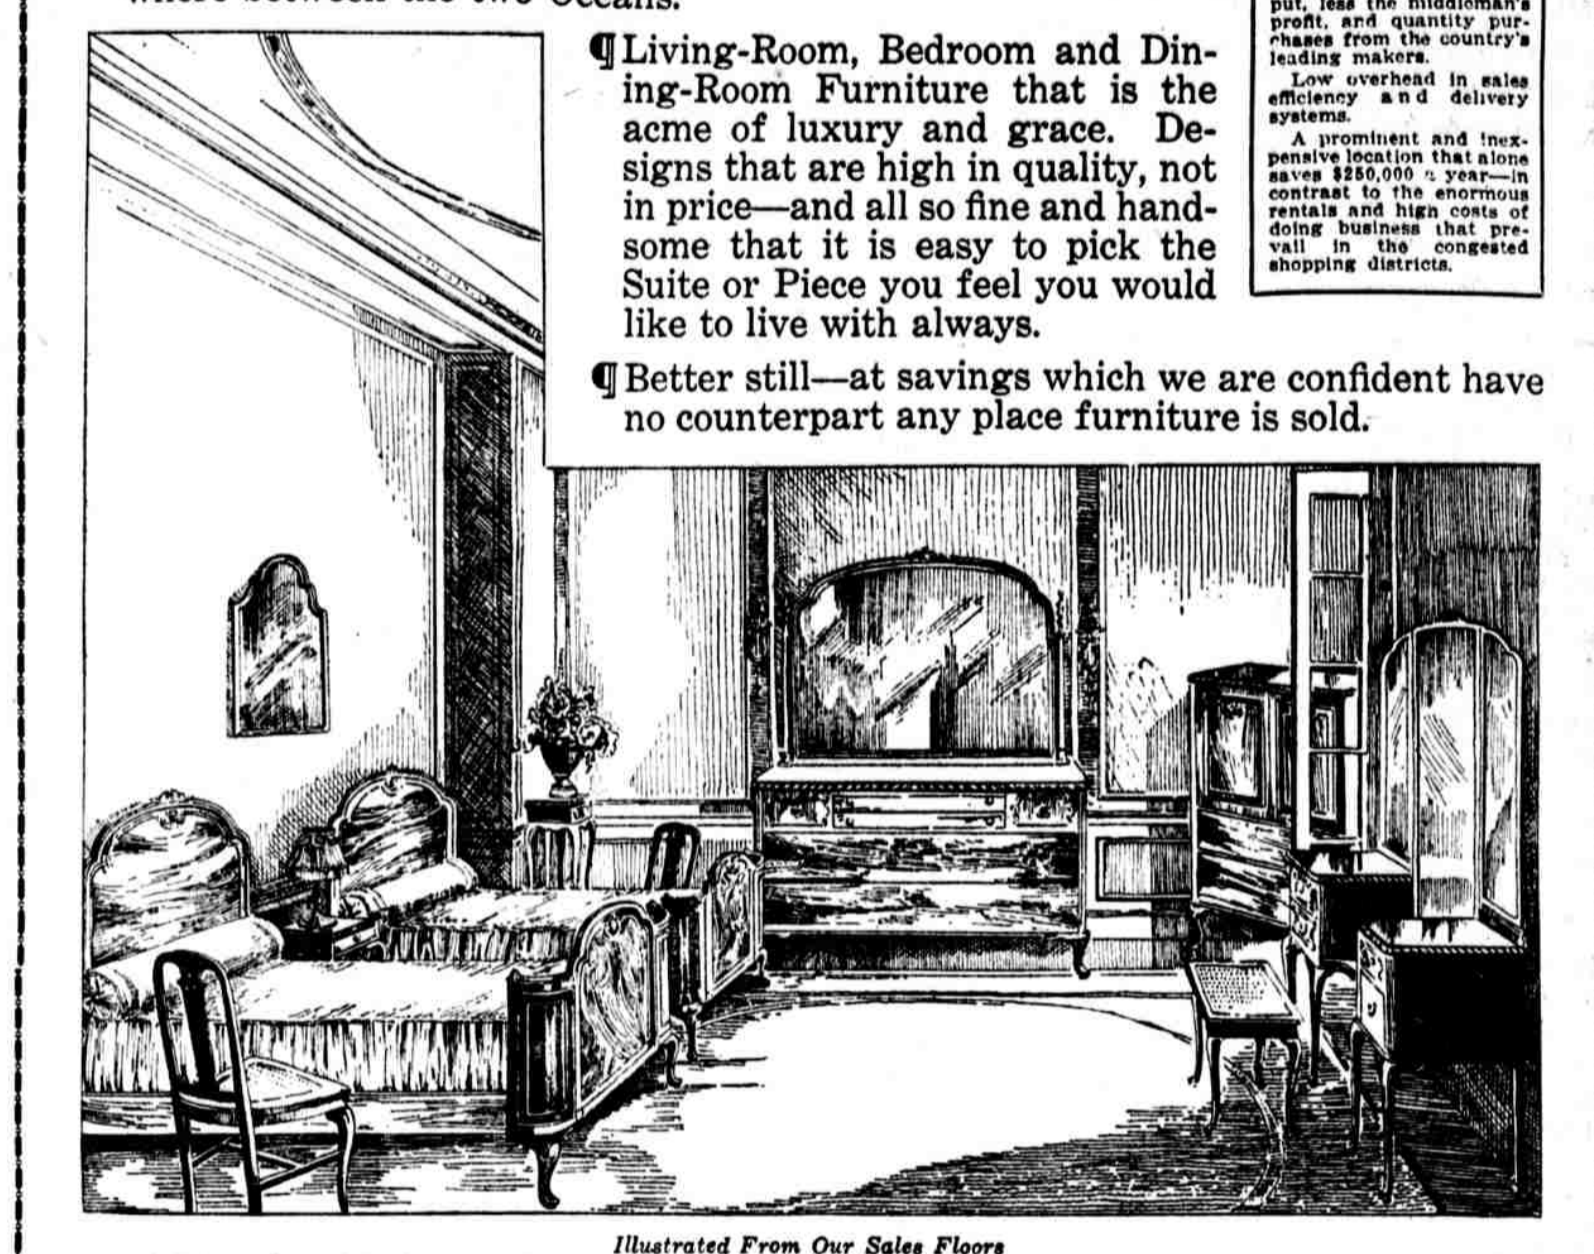 where between the two Oceans.
¶ Living-Room, Bedroom and Din-
ing-Room Furniture that is the
acme of luxury and grace. De-
signs that are high in quality, not
in price—and all so fine and hand-
some that it is easy to pick the
Suite or Piece you feel you would
like to live with always.
¶ Better still—at savings which we are confident have
no counterpart any place furniture is sold.
put, less the middleman's
profit, and quantity pur-
chases from the country's
leading makers.
Low overhead in sales
efficiency and delivery
systems.
A prominent and inex-
pensive location that alone
saves $250,000 a year—in
contrast to the enormous
rentals and high costs of
doing business that pre-
vail in the congested
shopping districts.
Illustrated From Our Sales Floors